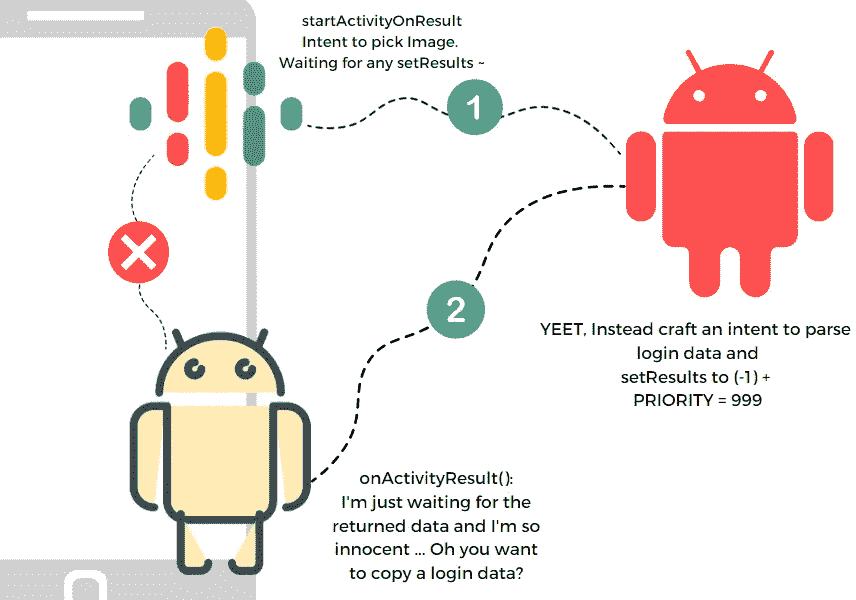 startActivityOnResult
Intent to pick Image.
Waiting for any setResults ~
1
2
YEET, Instead craft an intent to parse
login data and
setResults to (-1) +
PRIORITY = 999
onActivityResult():
I'm just waiting for the
returned data and I'm so
innocent ... Oh you want
to copy a login data?